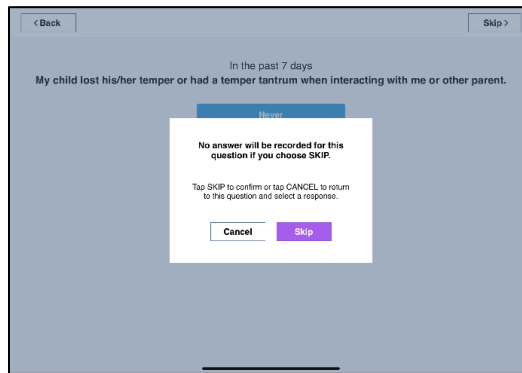 < Back
Skip >
In the past 7 days
My child lost his/her temper or had a temper tantrum when interacting with me or other parent.
Never
No answer will be recorded for this
question if you choose SKIP.
Tap SKIP to confirm or tap CANCEL to return
to this question and select a response.
Cancel
Skip